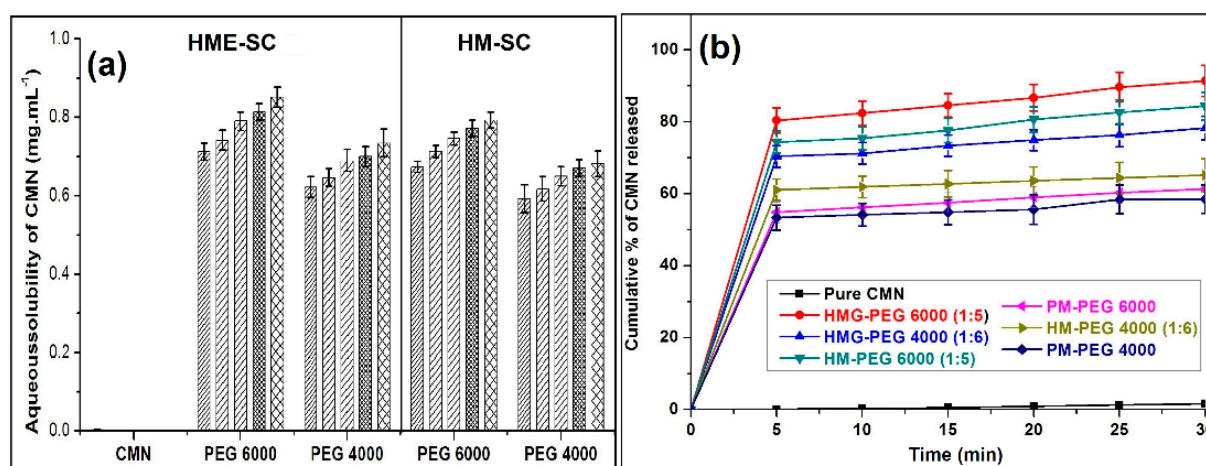 (a)
HME-SC
HM-SC
Aqueoussolubility of CMN (mg.mL-1)
1.0
0.8
0.6
0.4
0.2
0.0
CMN
PEG 6000
PEG 4000
PEG 6000
PEG 4000
(b)
Cumulative % of CMN released
100
80
60
40
20
0
Pure CMN
HMG-PEG 6000 (1:5)
HMG-PEG 4000 (1:6)
HM-PEG 6000 (1:5)
PM-PEG 6000
HM-PEG 4000 (1:6)
PM-PEG 4000
0 5 10 15 20 25 30
Time (min)